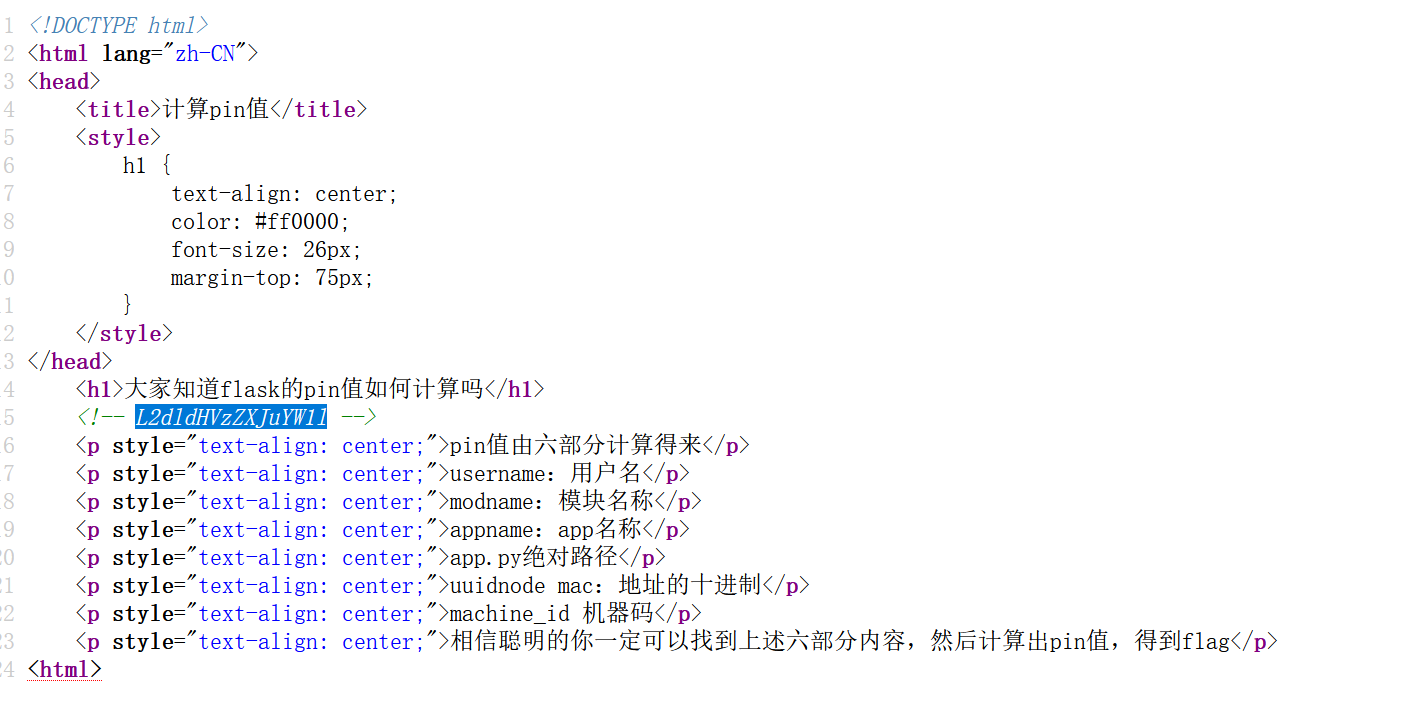 1 <!DOCTYPE html>
2 <html lang="zh-CN">
3 <head>
4 <title>计算pin值</title>
5 <style>
6 h1 {
7 text-align: center;
8 color: #ff0000;
9 font-size: 26px;
0 margin-top: 75px;
1 }
2 </style>
3 </head>
4 <h1>大家知道flask的pin值如何计算吗</h1>
5 <!-- L2dldHVzZXJuYW1l -->
6 <p style="text-align: center;">pin值由六部分计算得来</p>
7 <p style="text-align: center;">username：用户名</p>
8 <p style="text-align: center;">modname：模块名称</p>
9 <p style="text-align: center;">appname：app名称</p>
20 <p style="text-align: center;">app.py绝对路径</p>
21 <p style="text-align: center;">uuidnode mac：地址的十进制</p>
22 <p style="text-align: center;">machine_id 机器码</p>
23 <p style="text-align: center;">相信聪明的你一定可以找到上述六部分内容，然后计算出pin值，得到flag</p>
24 <html>